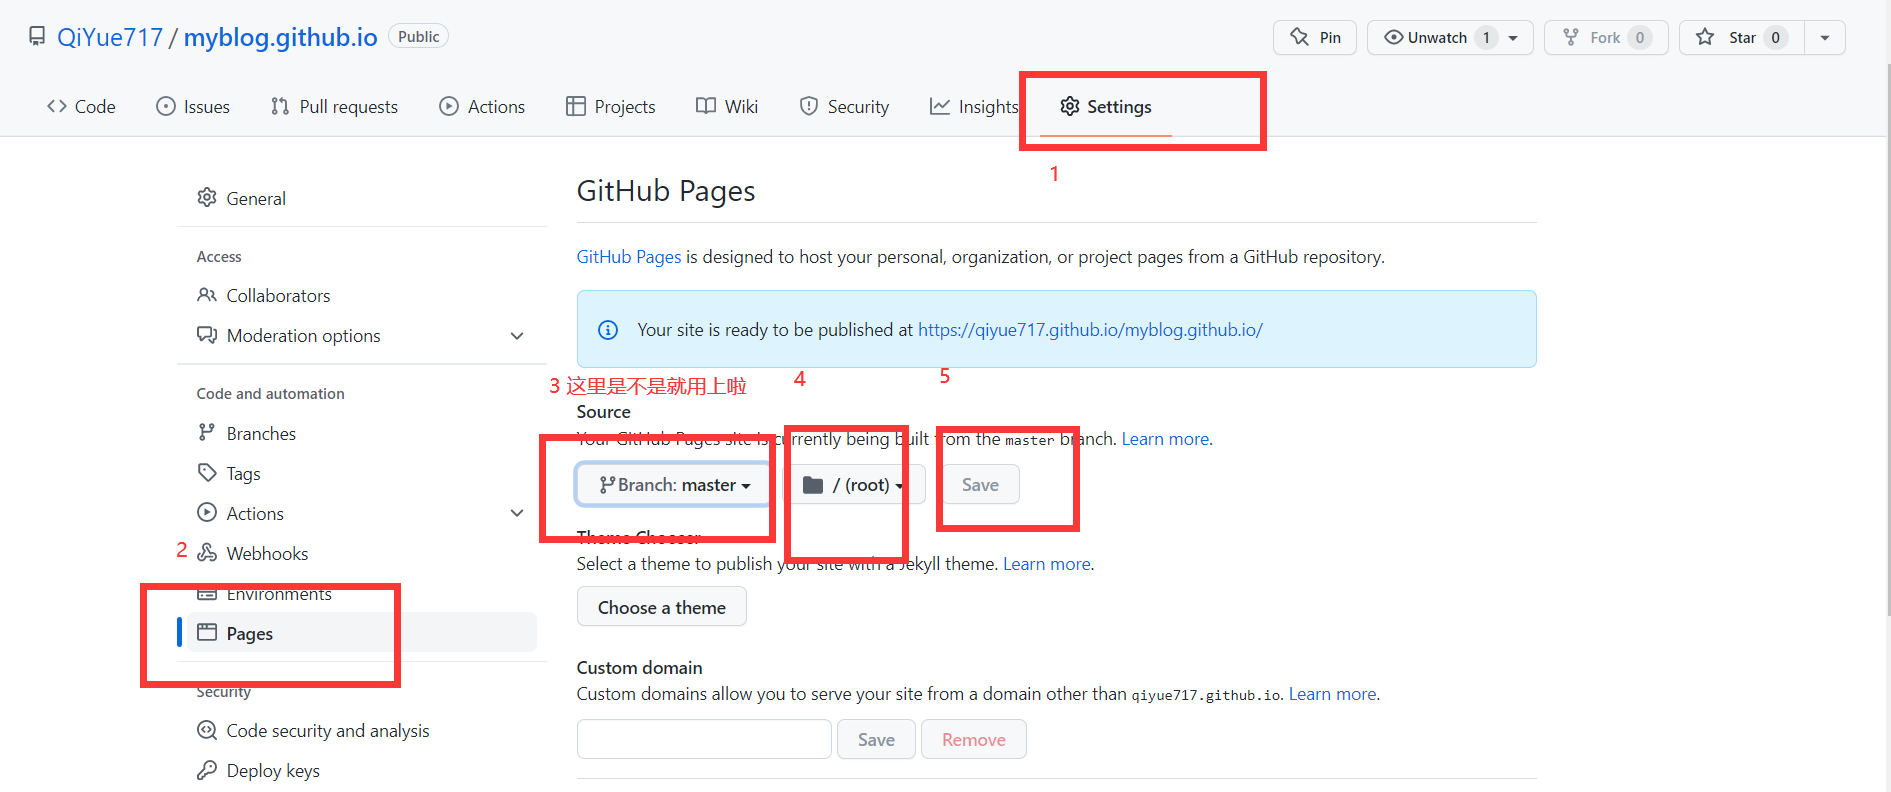 QiYue717 / myblog.github.io Public Pin Unwatch 1 Fork 0 Star 0
Code Issues Pull requests Actions Projects Wiki Security Insights Settings
1
General
Access
Collaborators
Moderation options
Code and automation
Branches
Tags
Actions
2 Webhooks
Environments
Pages
Security
Code security and analysis
Deploy keys
GitHub Pages
GitHub Pages is designed to host your personal, organization, or project pages from a GitHub repository.
Your site is ready to be published at https://qiyue717.github.io/myblog.github.io/
3 这里是不是就用上啦 4 5
Source
Your GitHub Pages site is currently being built from the master branch. Learn more.
Branch: master / (root) Save
Theme Chooser
Select a theme to publish your site with a Jekyll theme. Learn more.
Choose a theme
Custom domain
Custom domains allow you to serve your site from a domain other than qiyue717.github.io. Learn more.
Save Remove